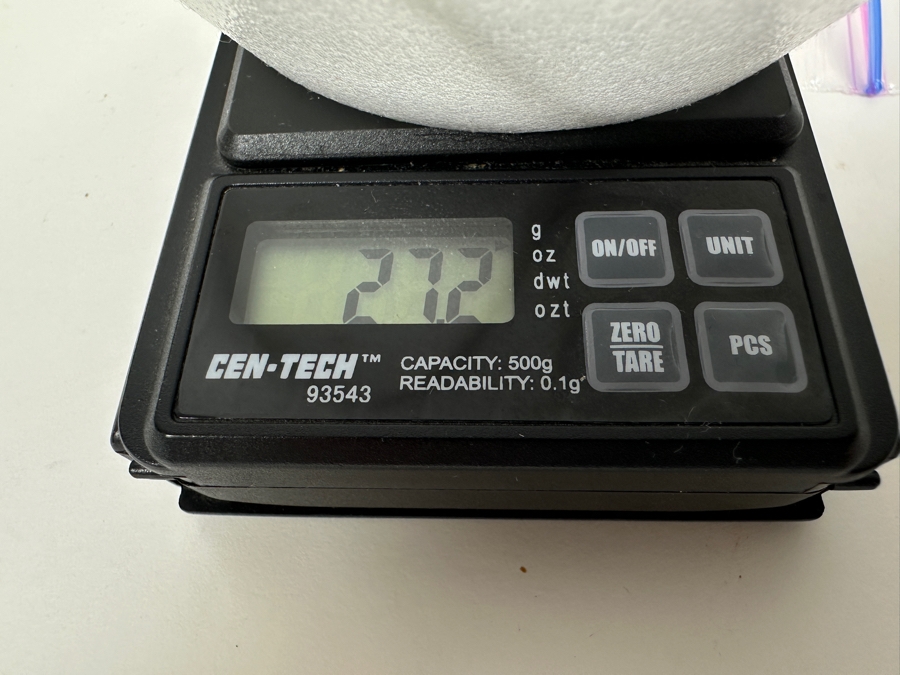 27.2
g
oz
dwt
ozt
ON/OFF
UNIT
ZERO
TARE
PCS
CEN-TECH™
93543
CAPACITY: 500g
READABILITY: 0.1g